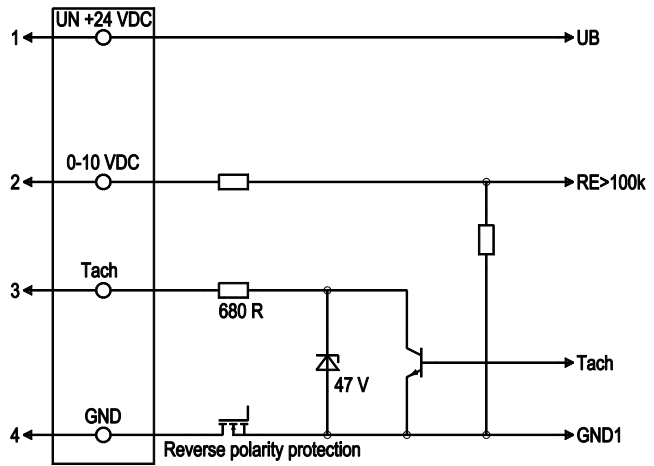 UN +24 VDC
1
UB
0-10 VDC
2
RE>100k
Tach
3
680 R
47 V
Tach
GND
4
GND1
Reverse polarity protection